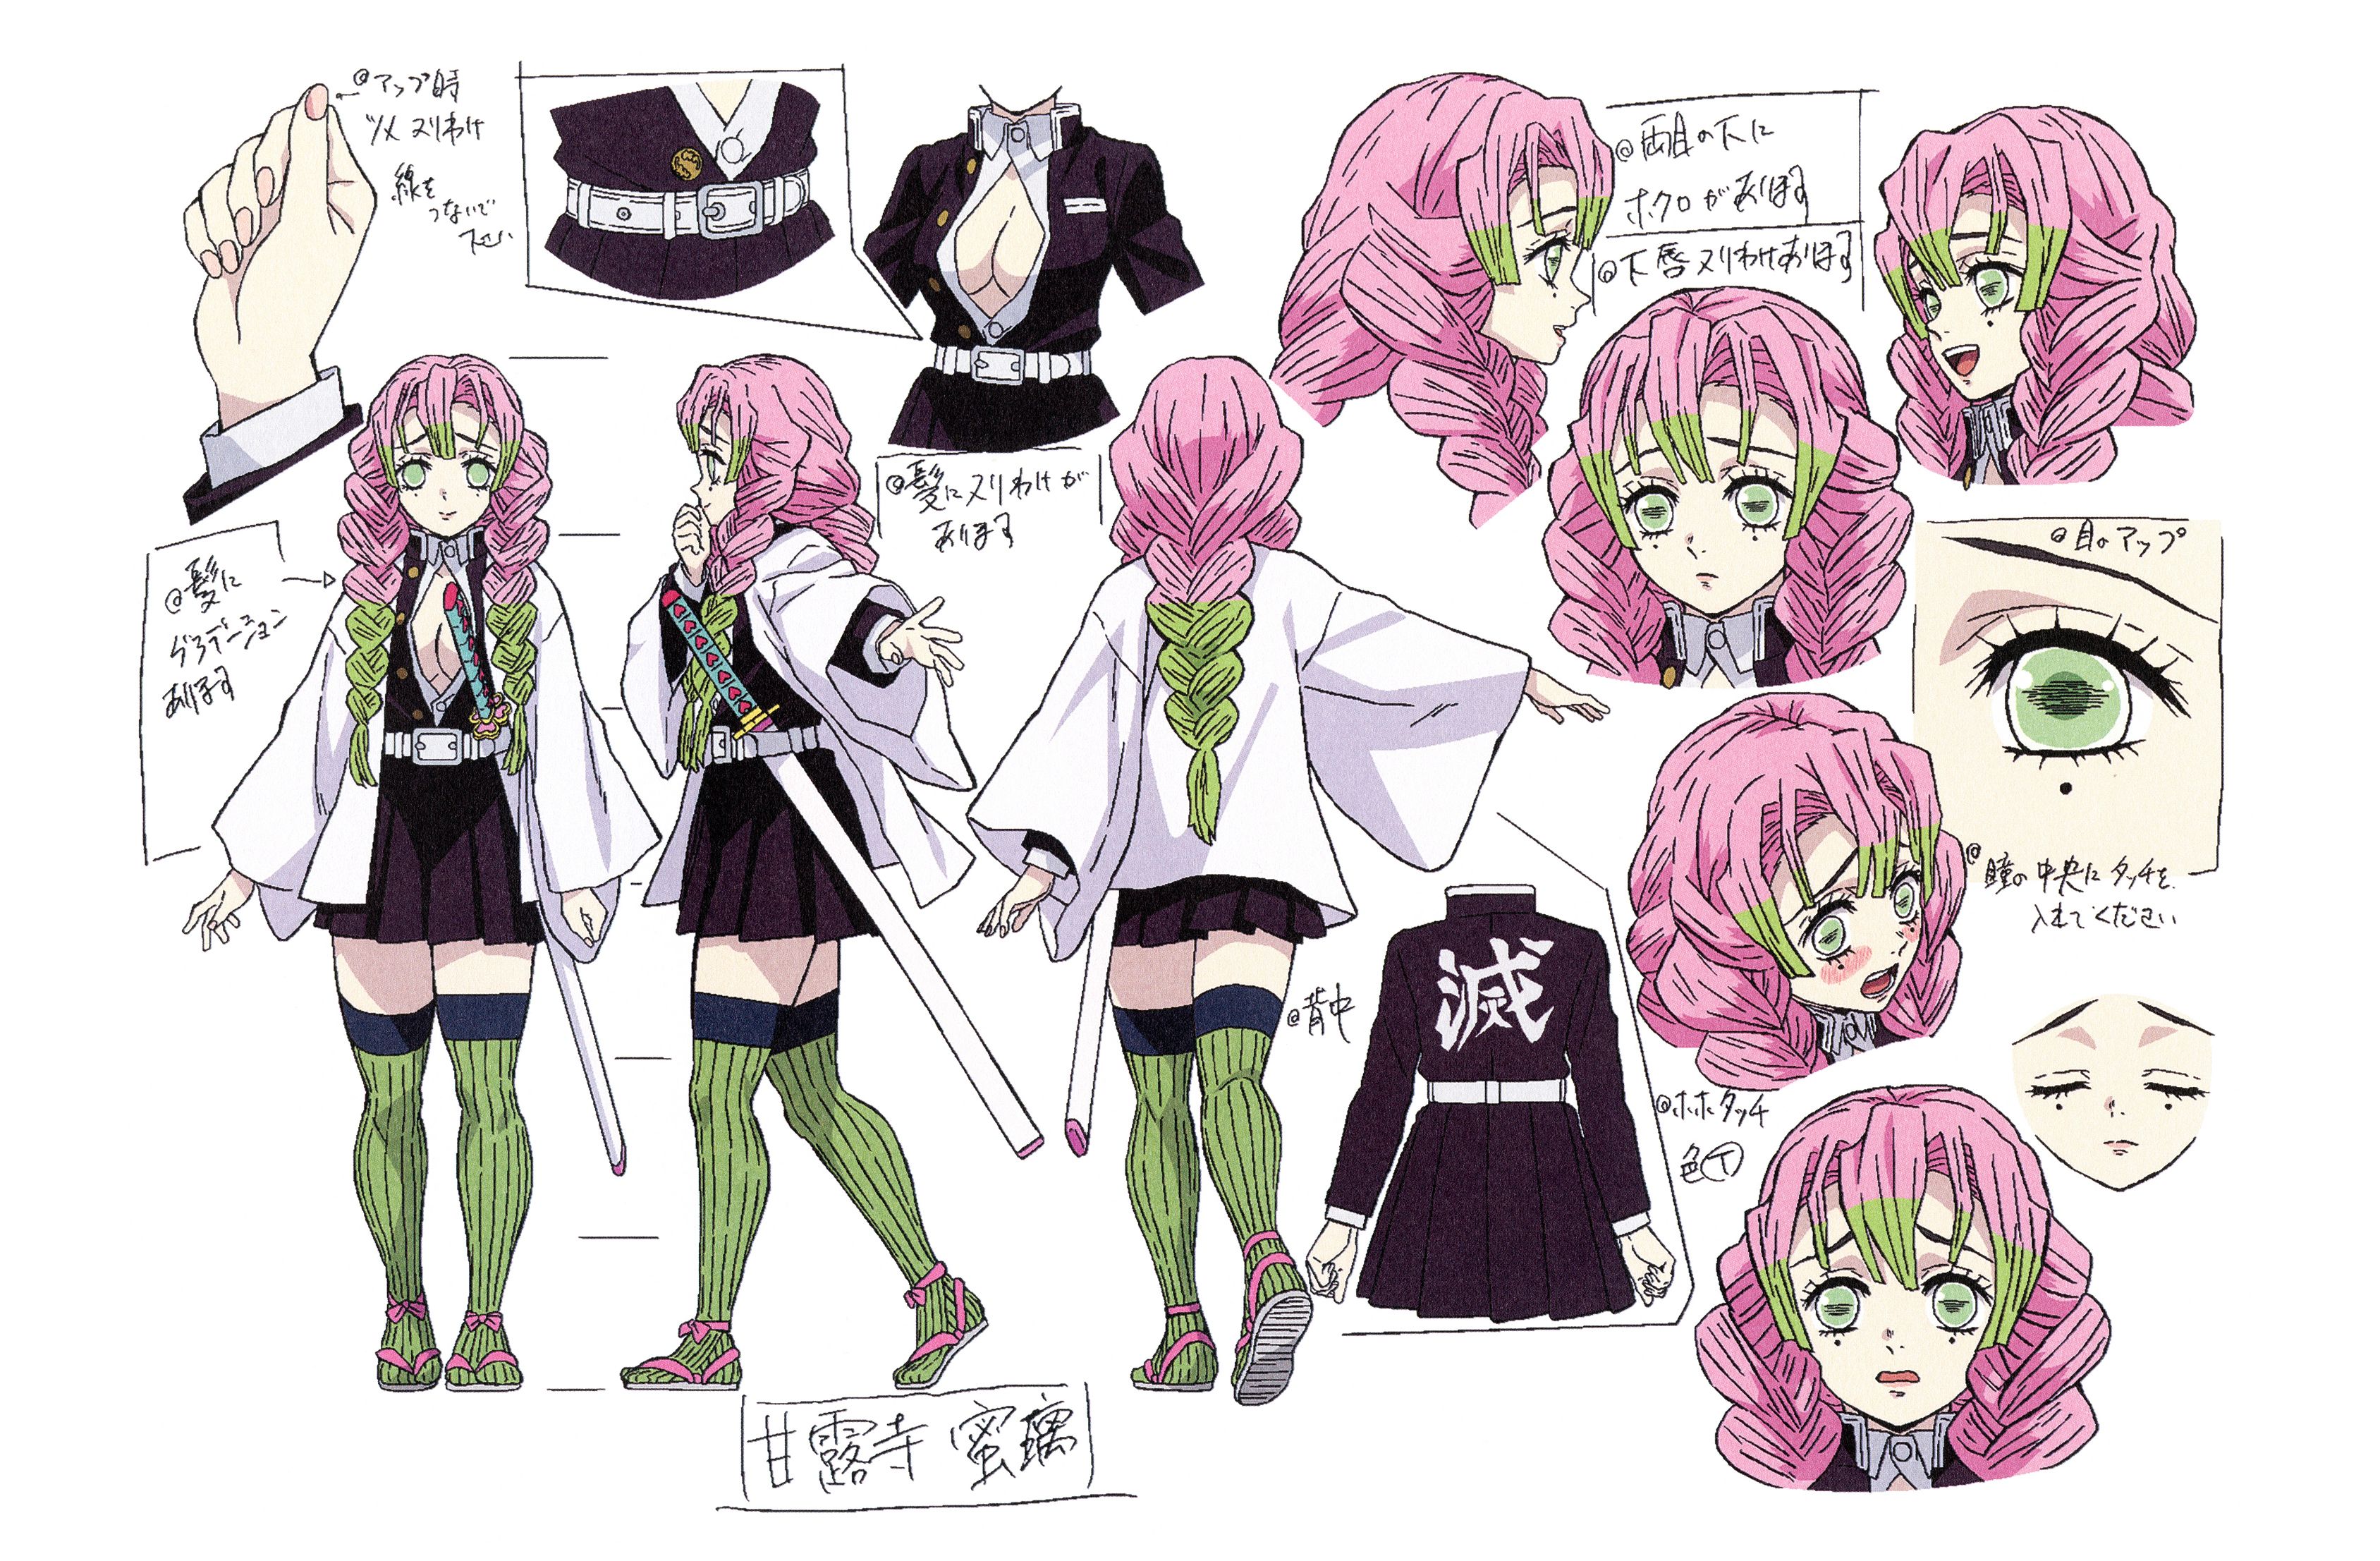 @アップ時
ツメ ヌリわけ
線を
つないで
下さい
@両目の下に
ホクロがあります
@下唇ヌリわけあります
@髪にヌリわけが
あります
@目のアップ
@髪に
グラデーション
あります
@瞳の中央にタッチを
入れてください
滅
@背中
@ホホタッチ
色T
甘露寺 蜜璃